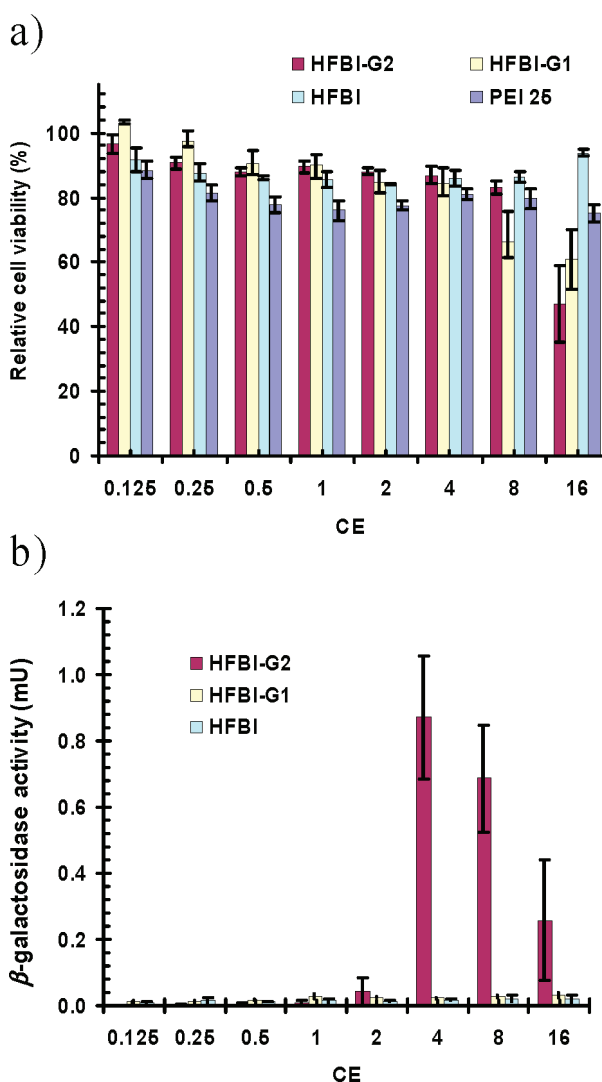 a)
HFBI-G2 HFBI-G1
HFBI PEI 25
Relative cell viability (%)
100
80
60
40
20
0
0.125 0.25 0.5 1 2 4 8 16
CE
b)
HFBI-G2
HFBI-G1
HFBI
β-galactosidase activity (mU)
1.2
1.0
0.8
0.6
0.4
0.2
0.0
0.125 0.25 0.5 1 2 4 8 16
CE